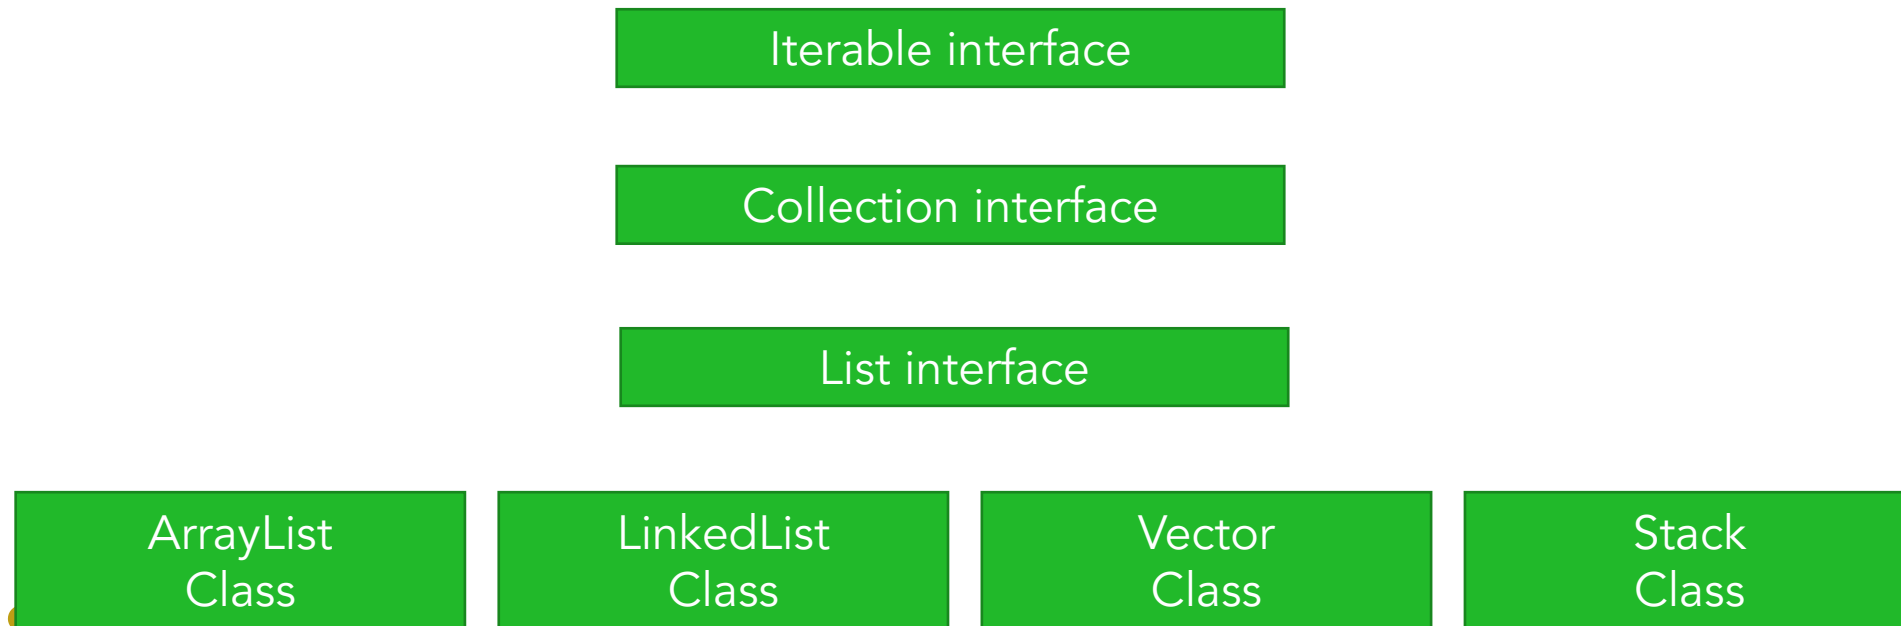 Iterable interface
Collection interface
List interface
ArrayList
Class
LinkedList
Class
Vector
Class
Stack
Class